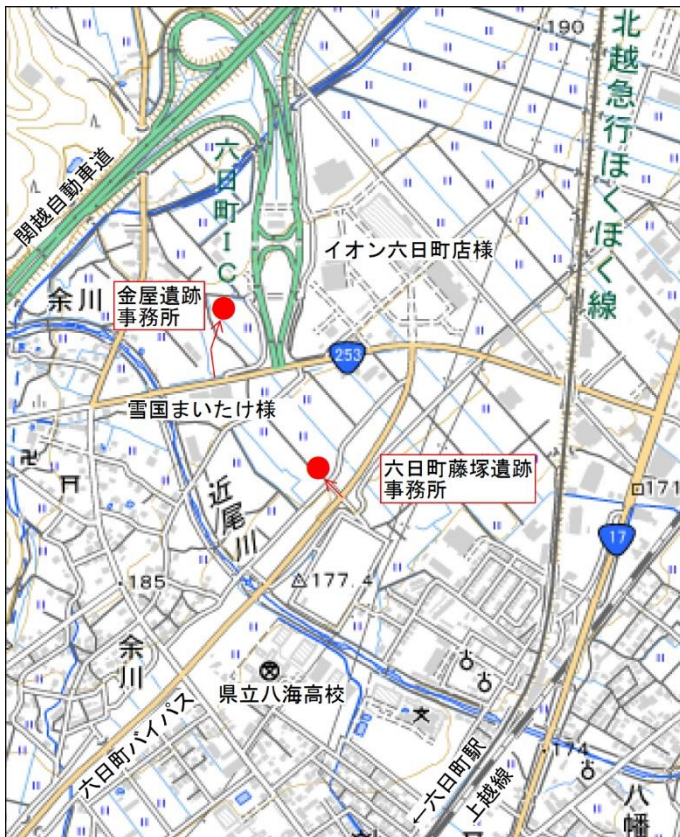 190
北越急行ほくほく線
関越自動車道
六日町IC
イオン六日町店様
余川
金屋遺跡
事務所
253
雪国まいたけ様
六日町藤塚遺跡
事務所
171
近尾川
17
177.4
185
余川
県立八海高校
文
六日町バイパス
←六日町駅
上越線
174
八幡